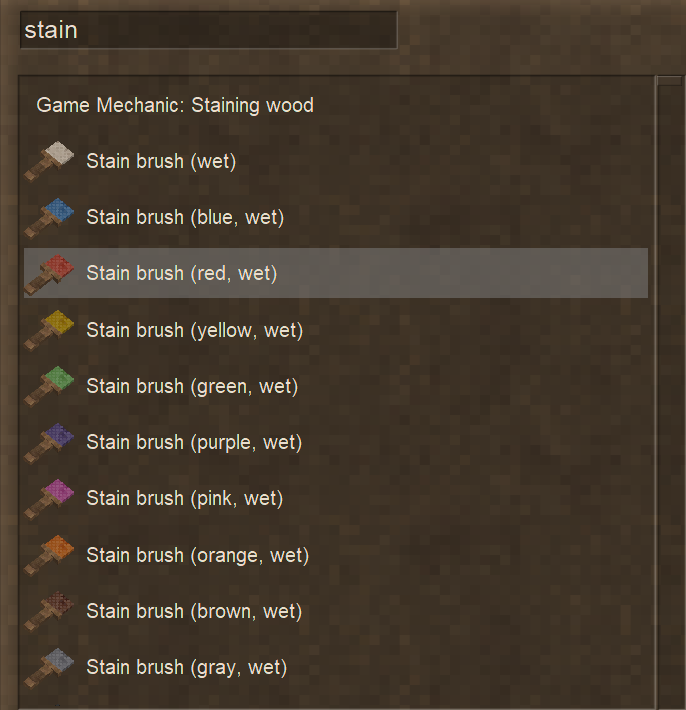 stain
Game Mechanic: Staining wood
Stain brush (wet)
Stain brush (blue, wet)
Stain brush (red, wet)
Stain brush (yellow, wet)
Stain brush (green, wet)
Stain brush (purple, wet)
Stain brush (pink, wet)
Stain brush (orange, wet)
Stain brush (brown, wet)
Stain brush (gray, wet)